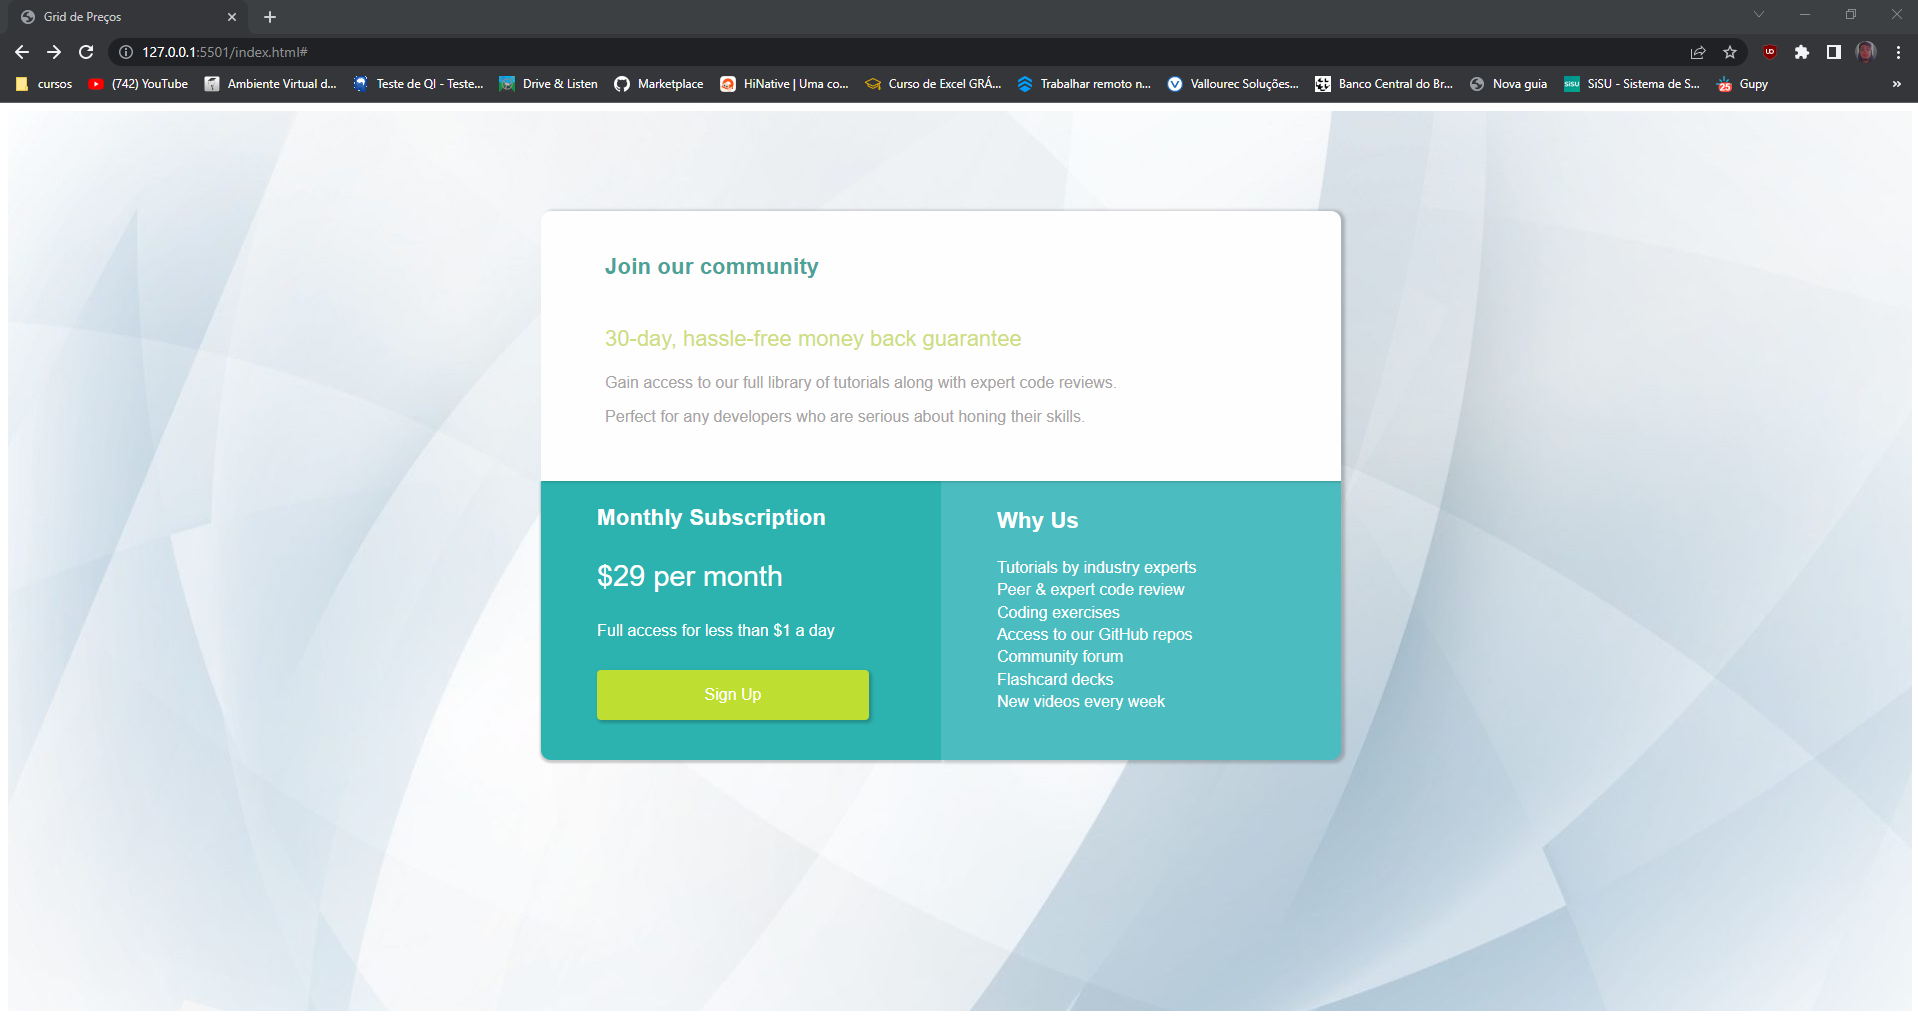 Grid de Preços
127.0.0.1:5501/index.html#
cursos
(742) YouTube
Ambiente Virtual d...
Teste de QI - Teste...
Drive & Listen
Marketplace
HiNative | Uma co...
Curso de Excel GRÁ...
Trabalhar remoto n...
Vallourec Soluções...
Banco Central do Br...
Nova guia
sisu
SiSU - Sistema de S...
25
Gupy
»
Join our community
30-day, hassle-free money back guarantee
Gain access to our full library of tutorials along with expert code reviews.
Perfect for any developers who are serious about honing their skills.
Monthly Subscription
$29 per month
Full access for less than $1 a day
Sign Up
Why Us
Tutorials by industry experts
Peer & expert code review
Coding exercises
Access to our GitHub repos
Community forum
Flashcard decks
New videos every week